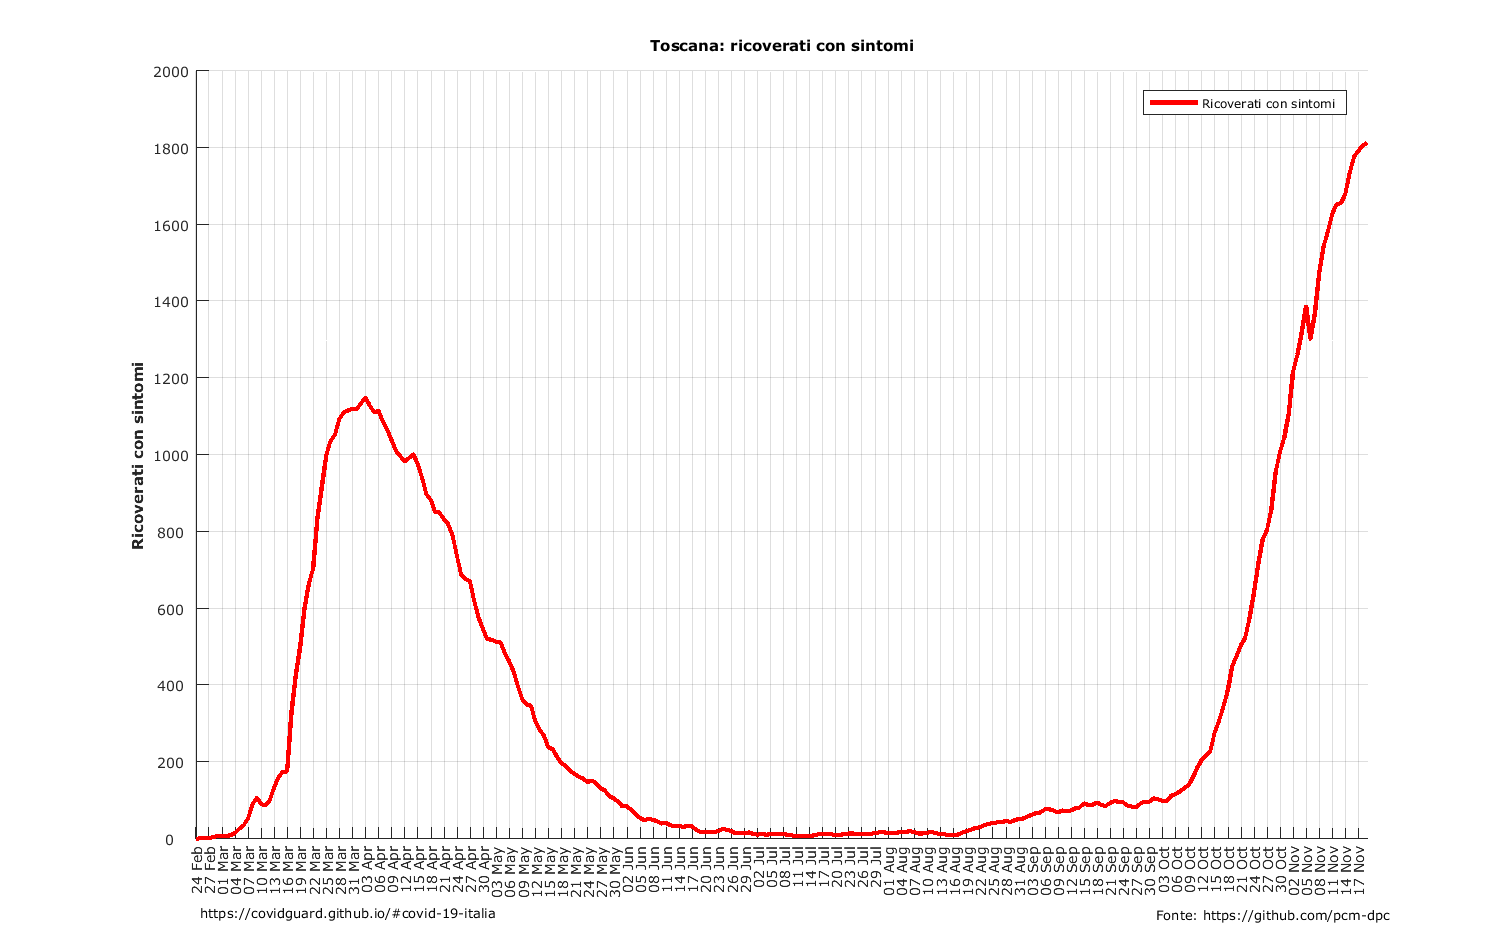 Toscana: ricoverati con sintomi
Ricoverati con sintomi
Ricoverati con sintomi
2000
1800
1600
1400
1200
1000
800
600
400
200
0
24 Feb
27 Feb
01 Mar
04 Mar
07 Mar
10 Mar
13 Mar
16 Mar
19 Mar
22 Mar
25 Mar
28 Mar
31 Mar
03 Apr
06 Apr
09 Apr
12 Apr
15 Apr
18 Apr
21 Apr
24 Apr
27 Apr
30 Apr
03 May
06 May
09 May
12 May
15 May
18 May
21 May
24 May
27 May
30 May
02 Jun
05 Jun
08 Jun
11 Jun
14 Jun
17 Jun
20 Jun
23 Jun
26 Jun
29 Jun
02 Jul
05 Jul
08 Jul
11 Jul
14 Jul
17 Jul
20 Jul
23 Jul
26 Jul
29 Jul
01 Aug
04 Aug
07 Aug
10 Aug
13 Aug
16 Aug
19 Aug
22 Aug
25 Aug
28 Aug
31 Aug
03 Sep
06 Sep
09 Sep
12 Sep
15 Sep
18 Sep
21 Sep
24 Sep
27 Sep
30 Sep
03 Oct
06 Oct
09 Oct
12 Oct
15 Oct
18 Oct
21 Oct
24 Oct
27 Oct
30 Oct
02 Nov
05 Nov
08 Nov
11 Nov
14 Nov
17 Nov
https://covidguard.github.io/#covid-19-italia
Fonte: https://github.com/pcm-dpc